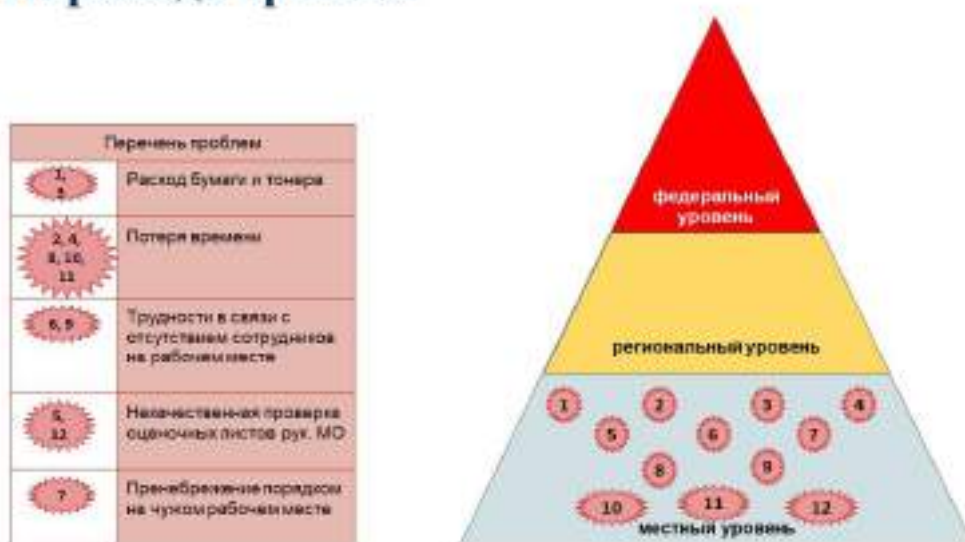 Перечень проблем
1,
Расход бумаги и тонера
2, 4,
8, 10,
11
Потеря времени
6, 9
Трудности в связи с
отсутствием сотрудников
на рабочем месте
5,
12
Некачественная проверка
оценочных листов рук. МО
7
Пренебрежение порядком
на чужом рабочем месте
федеральный
уровень
региональный уровень
1 2 3 4
5 6 7
8 9
10 11 12
местный уровень